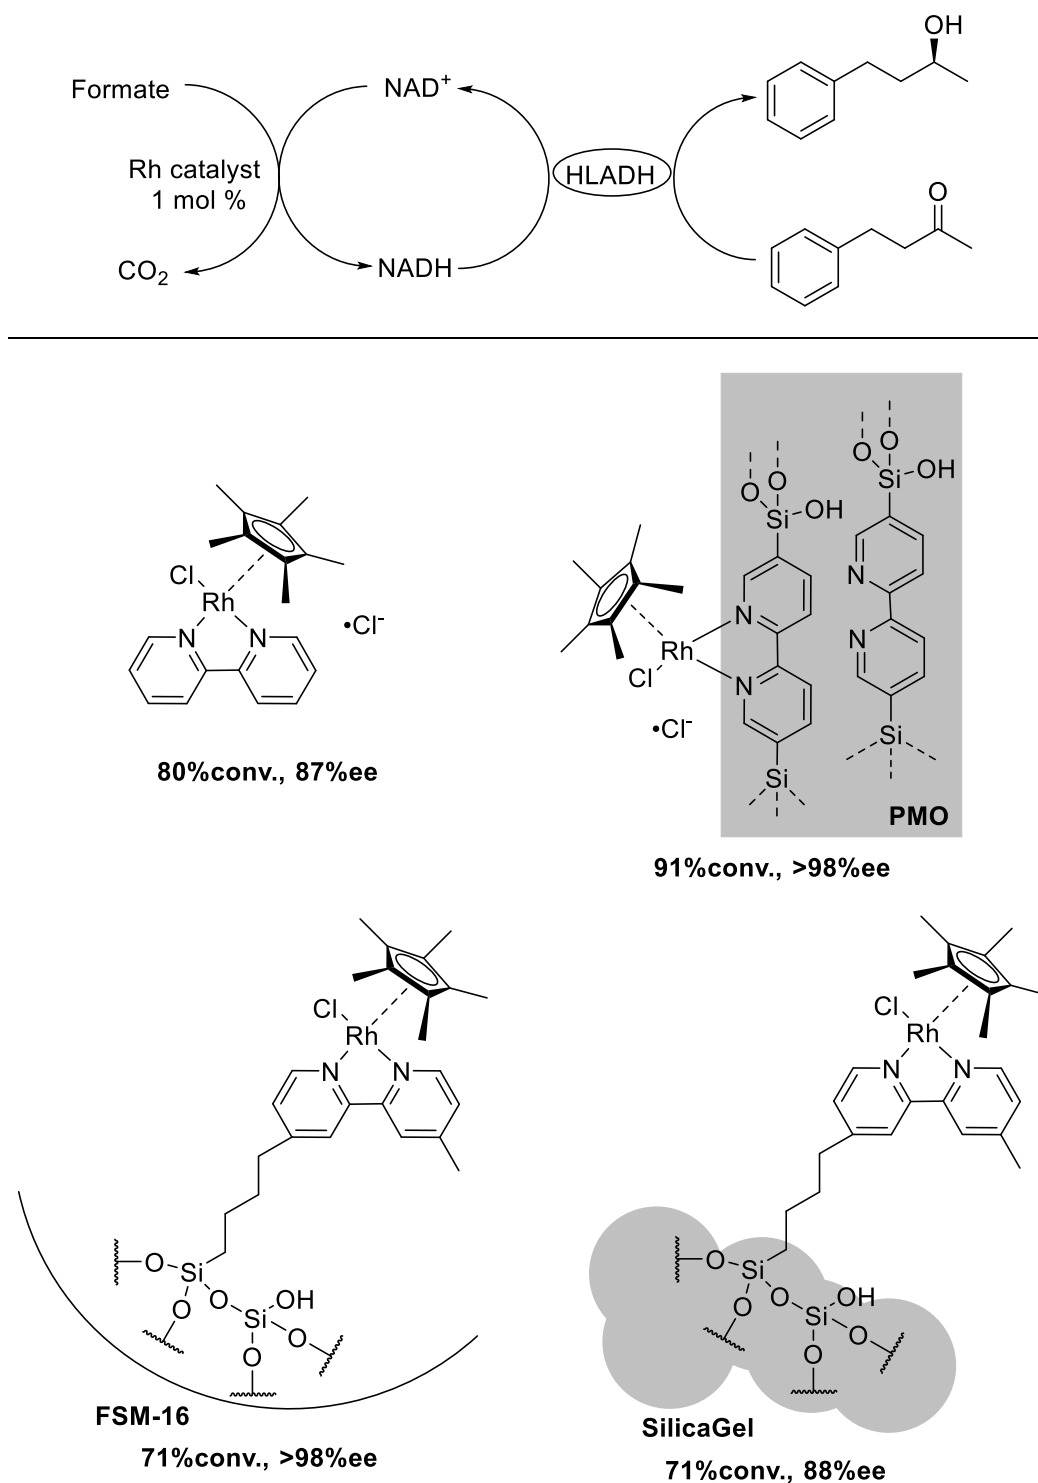 OH
Formate NAD⁺
Rh catalyst HLADH
1 mol %
O
CO₂ NADH
O O
Si OH
O O
Si OH
N
Cl
Rh
N N
•Cl⁻
N
N
Rh
Cl
N
•Cl⁻
Si
Si
80%conv., 87%ee
PMO
91%conv., >98%ee
Cl
Rh
N N
O Si
O
O
Si OH
O
O
FSM-16
71%conv., >98%ee
Cl
Rh
N N
O Si
O
O
Si OH
O
O
SilicaGel
71%conv., 88%ee